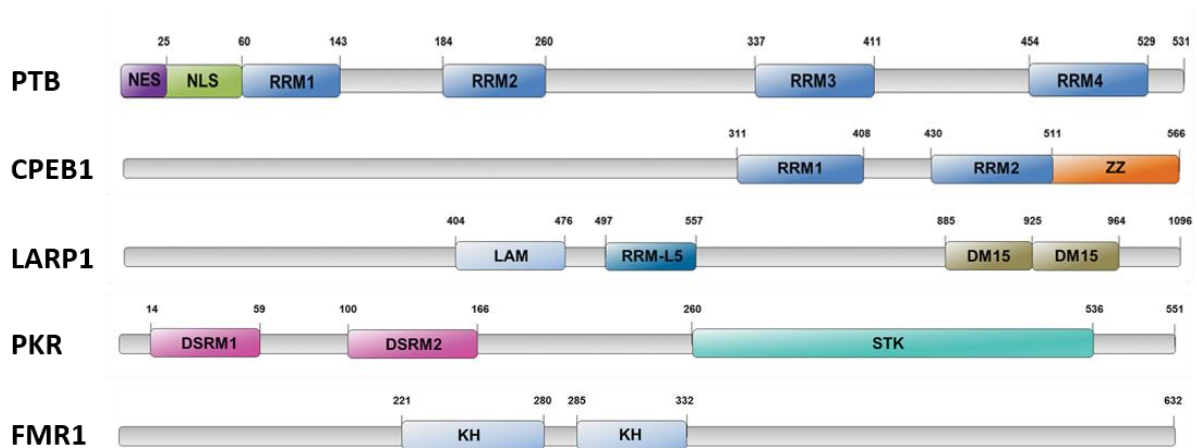 25 60 143 184 260 337 411 454 529 531
PTB NES NLS RRM1 RRM2 RRM3 RRM4
311 408 430 511 566
CPEB1 RRM1 RRM2 ZZ
404 476 497 557 885 925 964 1096
LARP1 LAM RRM-L5 DM15 DM15
14 59 100 166 260 536 551
PKR DSRM1 DSRM2 STK
221 280 285 332 632
FMR1 KH KH